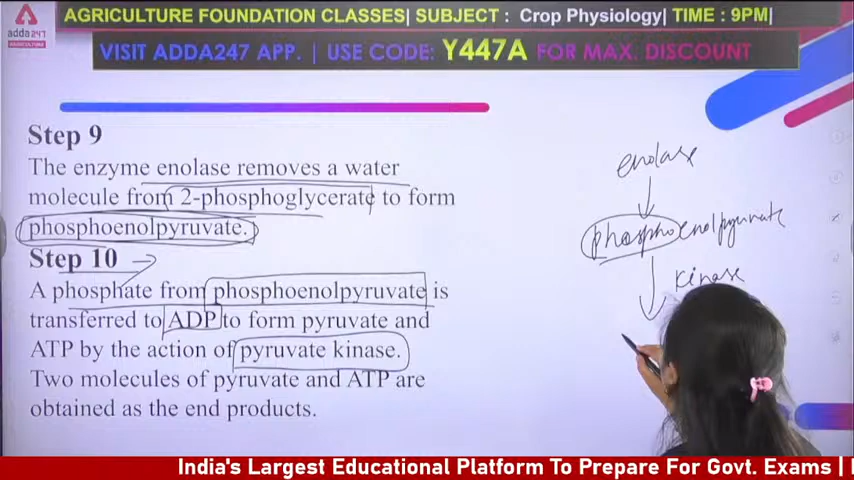 AGRICULTURE FOUNDATION CLASSES| SUBJECT : Crop Physiology| TIME : 9PM|
adda 247
AGRICULTURE
VISIT ADDA247 APP. | USE CODE: Y447A FOR MAX. DISCOUNT
Step 9
The enzyme enolase removes a water
molecule from 2-phosphoglycerate to form
phosphoenolpyruvate.
Step 10
A phosphate from phosphoenolpyruvate is
transferred to ADP to form pyruvate and
ATP by the action of pyruvate kinase.
Two molecules of pyruvate and ATP are
obtained as the end products.
enolase
phosphoenolpyruvate
kinase
India's Largest Educational Platform To Prepare For Govt. Exams |